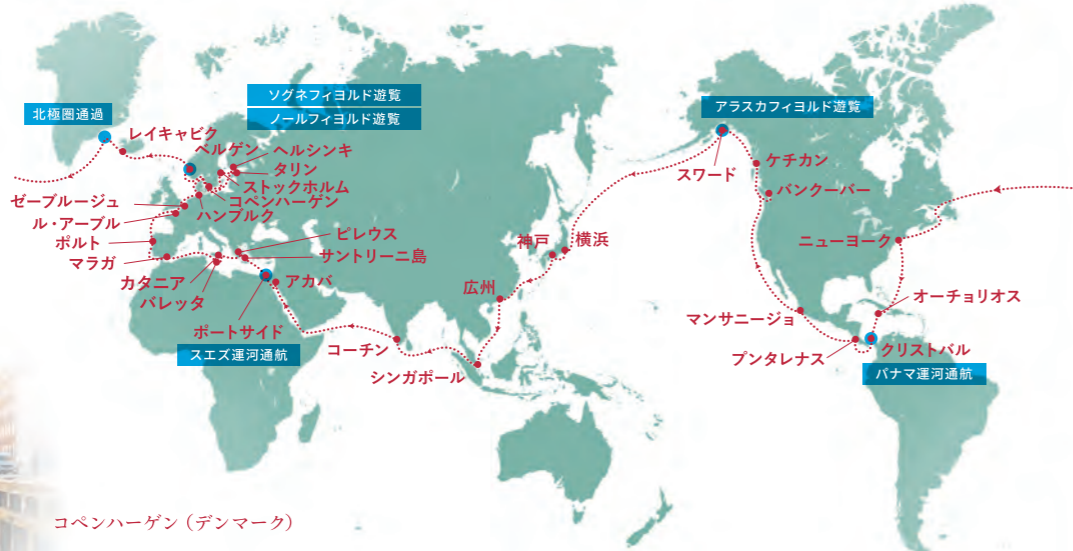 ソグネフィヨルド遊覧
ノールフィヨルド遊覧
北極圏通過
アラスカフィヨルド遊覧
レイキャビク
ベルゲン
ヘルシンキ
タリン
ストックホルム
コペンハーゲン
ハンブルク
ゼーブルージュ
ル・アーブル
ポルト
マラガ
カタニア
バレッタ
ピレウス
サントリーニ島
アカバ
ポートサイド
スエズ運河通航
コーチン
シンガポール
広州
神戸
横浜
スワード
ケチカン
バンクーバー
ニューヨーク
オーチョリオス
マンサニージョ
プンタレナス
クリストバル
パナマ運河通航
コペンハーゲン(デンマーク)